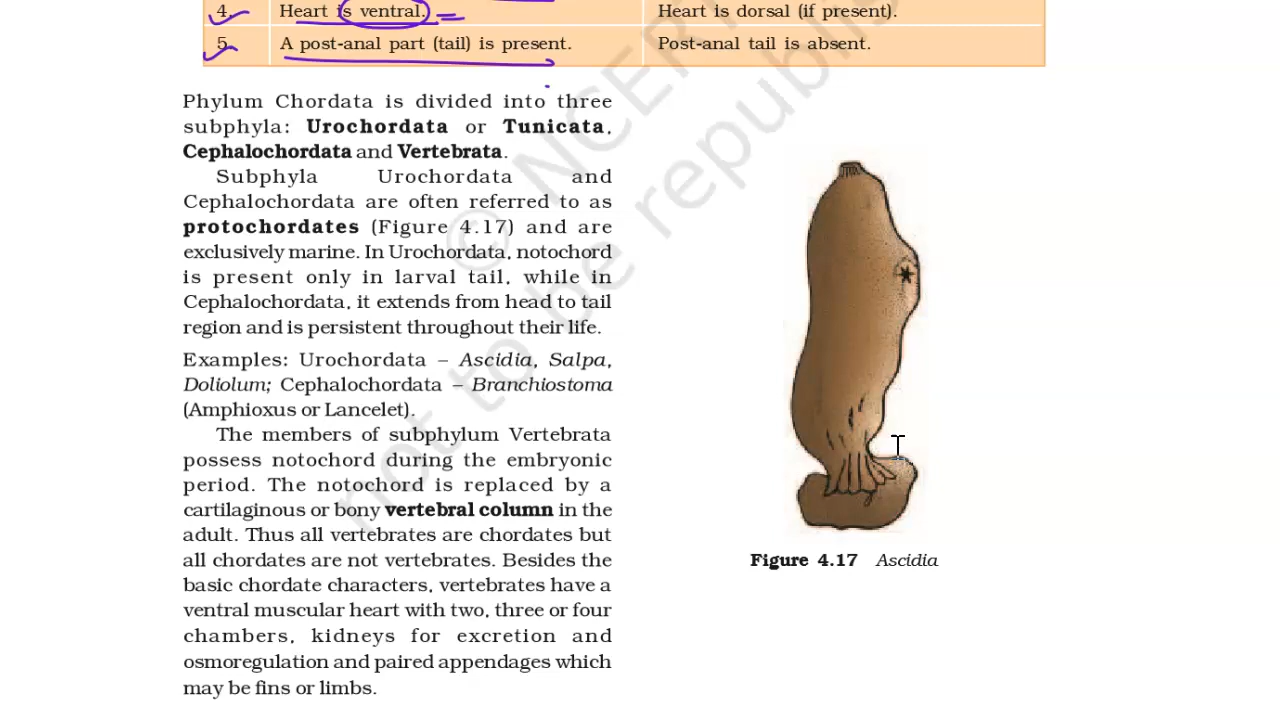 4. Heart is ventral. Heart is dorsal (if present).
5. A post-anal part (tail) is present. Post-anal tail is absent.
Phylum Chordata is divided into three
subphyla: Urochordata or Tunicata,
Cephalochordata and Vertebrata.
Subphyla Urochordata and
Cephalochordata are often referred to as
protochordates (Figure 4.17) and are
exclusively marine. In Urochordata, notochord
is present only in larval tail, while in
Cephalochordata, it extends from head to tail
region and is persistent throughout their life.
Examples: Urochordata – Ascidia, Salpa,
Doliolum; Cephalochordata – Branchiostoma
(Amphioxus or Lancelet).
The members of subphylum Vertebrata
possess notochord during the embryonic
period. The notochord is replaced by a
cartilaginous or bony vertebral column in the
adult. Thus all vertebrates are chordates but
all chordates are not vertebrates. Besides the
basic chordate characters, vertebrates have a
ventral muscular heart with two, three or four
chambers, kidneys for excretion and
osmoregulation and paired appendages which
may be fins or limbs.
Figure 4.17 Ascidia
© NCERT
not to be republis